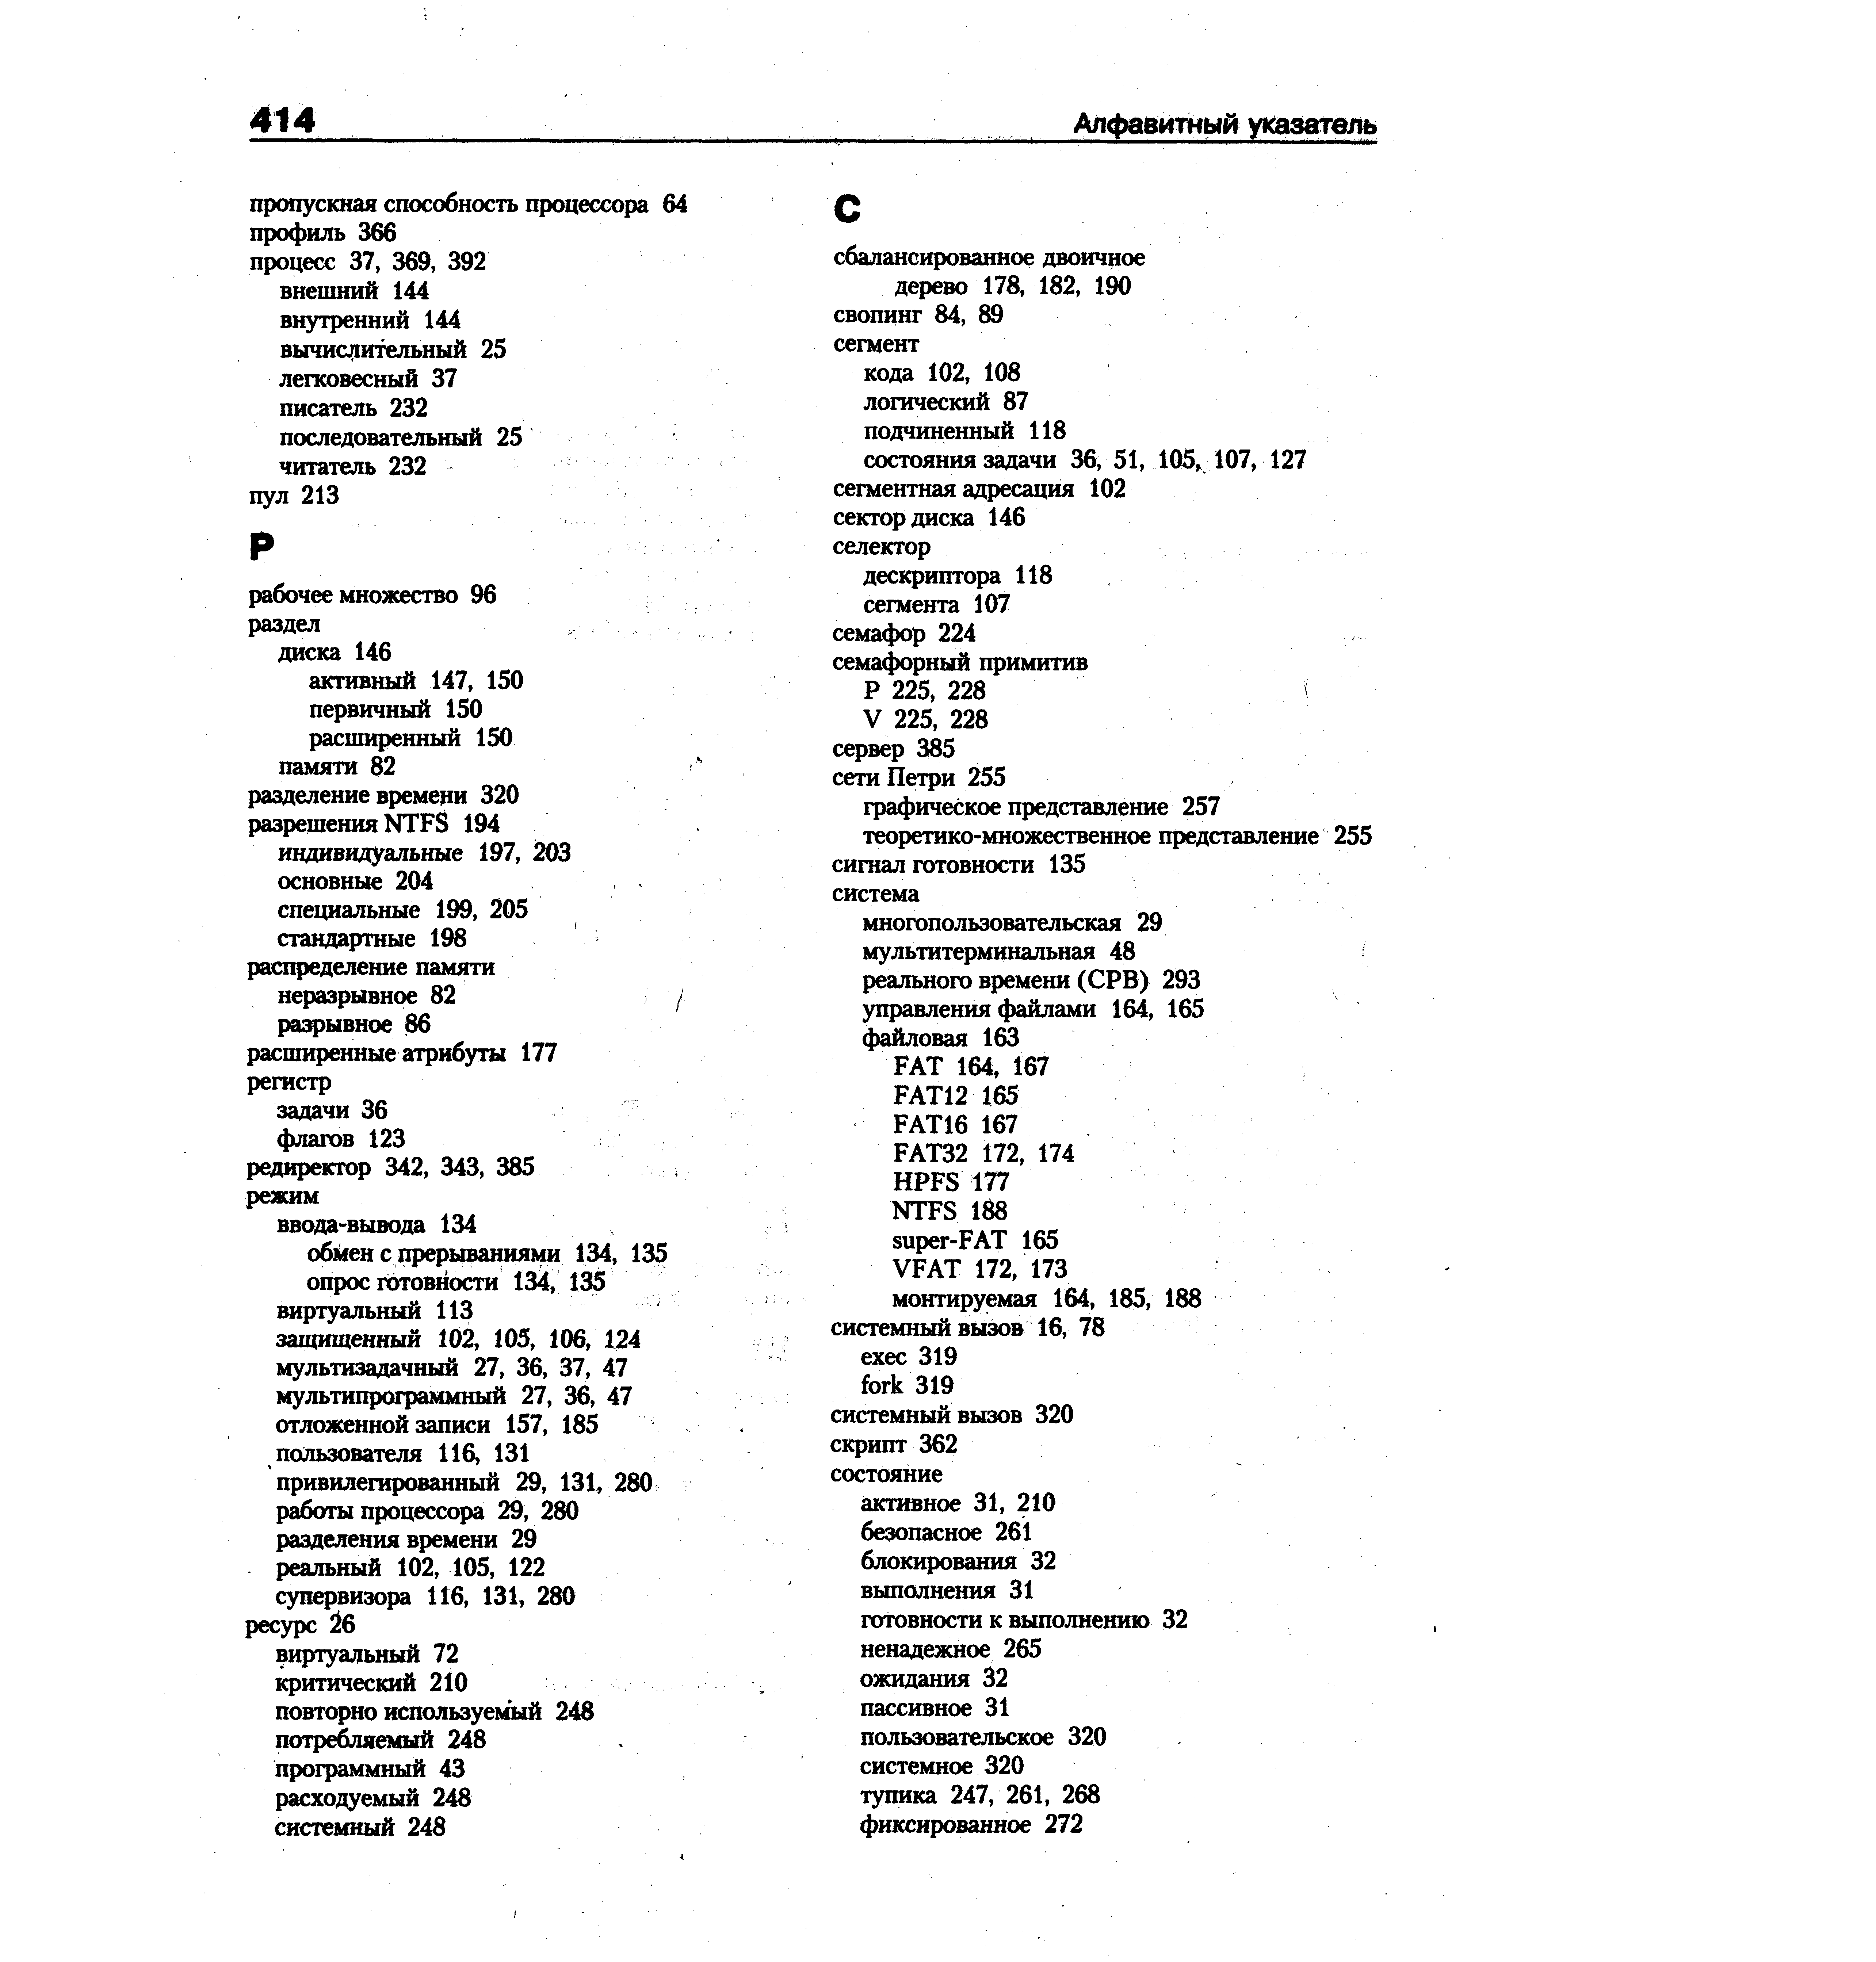 414
Алфавитный указатель
пропускная способность процессора 64
профиль 366
процесс 37, 369, 392
внешний 144
внутренний 144
вычислительный 25
легковесный 37
писатель 232
последовательный 25
читатель 232
пул 213
Р
рабочее множество 96
раздел
диска 146
активный 147, 150
первичный 150
расширенный 150
памяти 82
разделение времени 320
разрешения NTFS 194
индивидуальные 197, 203
основные 204
специальные 199, 205
стандартные 198
распределение памяти
неразрывное 82
разрывное 86
расширенные атрибуты 177
регистр
задачи 36
флагов 123
редиректор 342, 343, 385
режим
ввода-вывода 134
обмен с прерываниями 134, 135
опрос готовности 134, 135
виртуальный 113
защищенный 102, 105, 106, 124
мультизадачный 27, 36, 37, 47
мультипрограммный 27, 36, 47
отложенной записи 157, 185
пользователя 116, 131
привилегированный 29, 131, 280
работы процессора 29, 280
разделения времени 29
реальный 102, 105, 122
супервизора 116, 131, 280
ресурс 26
виртуальный 72
критический 210
повторно используемый 248
потребляемый 248
программный 43
расходуемый 248
системный 248
С
сбалансированное двоичное
дерево 178, 182, 190
свопинг 84, 89
сегмент
кода 102, 108
логический 87
подчиненный 118
состояния задачи 36, 51, 105, 107, 127
сегментная адресация 102
сектор диска 146
селектор
дескриптора 118
сегмента 107
семафор 224
семафорный примитив
P 225, 228
V 225, 228
сервер 385
сети Петри 255
графическое представление 257
теоретико-множественное представление 255
сигнал готовности 135
система
многопользовательская 29
мультитерминальная 48
реального времени (СРВ) 293
управления файлами 164, 165
файловая 163
FAT 164, 167
FAT12 165
FAT16 167
FAT32 172, 174
HPFS 177
NTFS 188
super-FAT 165
VFAT 172, 173
монтируемая 164, 185, 188
системный вызов 16, 78
exec 319
fork 319
системный вызов 320
скрипт 362
состояние
активное 31, 210
безопасное 261
блокирования 32
выполнения 31
готовности к выполнению 32
ненадежное 265
ожидания 32
пассивное 31
пользовательское 320
системное 320
тупика 247, 261, 268
фиксированное 272